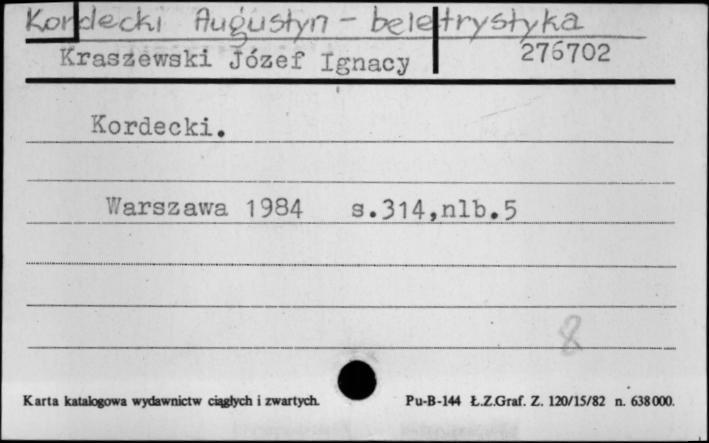 Kordecki Augustyn - beletrystyka
Kraszewski Józef Ignacy 276702
Kordecki.
Warszawa 1984 s.314,nlb.5
8
Karta katalogowa wydawnictw ciągłych i zwartych. Pu-B-144 Ł.Z.Graf. Z. 120/15/82 n. 638000.